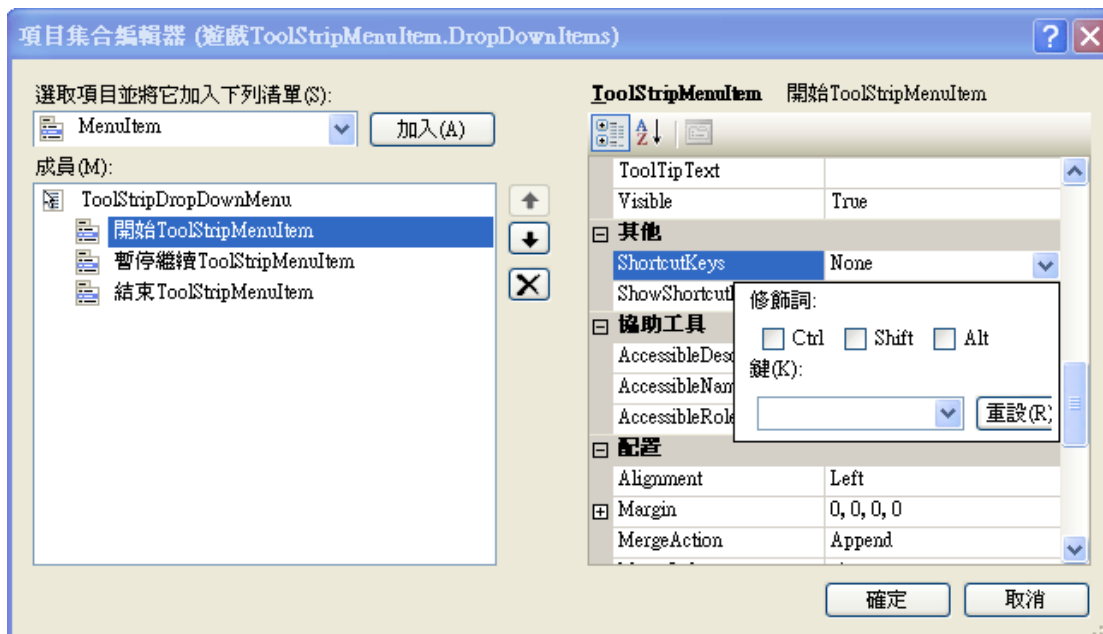 項目集合編輯器 (遊戲ToolStripMenuItem.DropDownItems)
選取項目並將它加入下列清單(S):
MenuItem
加入(A)
成員(M):
ToolStripDropDownMenu
開始ToolStripMenuItem
暫停繼續ToolStripMenuItem
結束ToolStripMenuItem
ToolStripMenuItem 開始ToolStripMenuItem
ToolTipText
Visible True
其他
ShortcutKeys None
ShowShortcut
修飾詞:
Ctrl Shift Alt
鍵(K):
重設(R)
協助工具
AccessibleDesc
AccessibleNam
AccessibleRole
配置
Alignment Left
Margin 0, 0, 0, 0
MergeAction Append
確定
取消